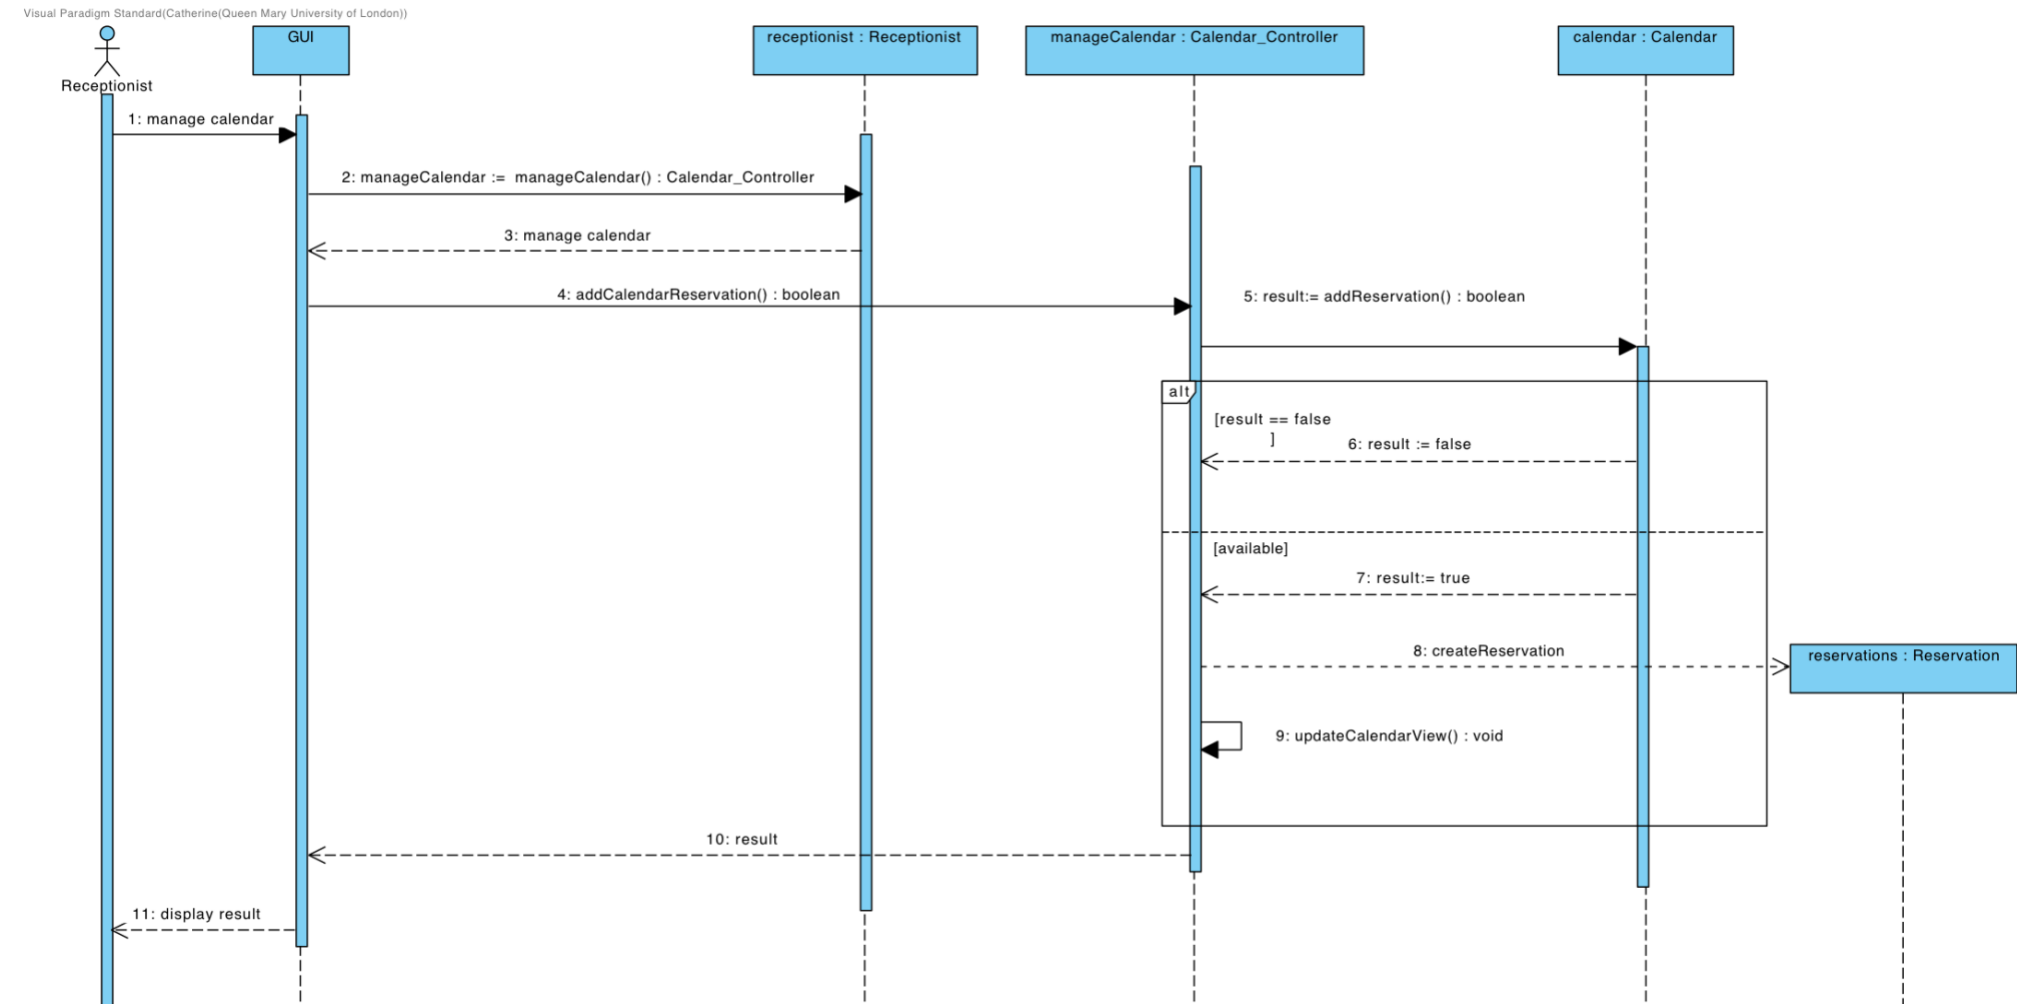 Visual Paradigm Standard(Catherine(Queen Mary University of London))
GUI
receptionist : Receptionist
manageCalendar : Calendar_Controller
calendar : Calendar
Receptionist
1: manage calendar
2: manageCalendar :=  manageCalendar() : Calendar_Controller
3: manage calendar
4: addCalendarReservation() : boolean
5: result:= addReservation() : boolean
alt
[result == false
]
6: result := false
[available]
7: result:= true
8: createReservation
reservations : Reservation
9: updateCalendarView() : void
10: result
11: display result